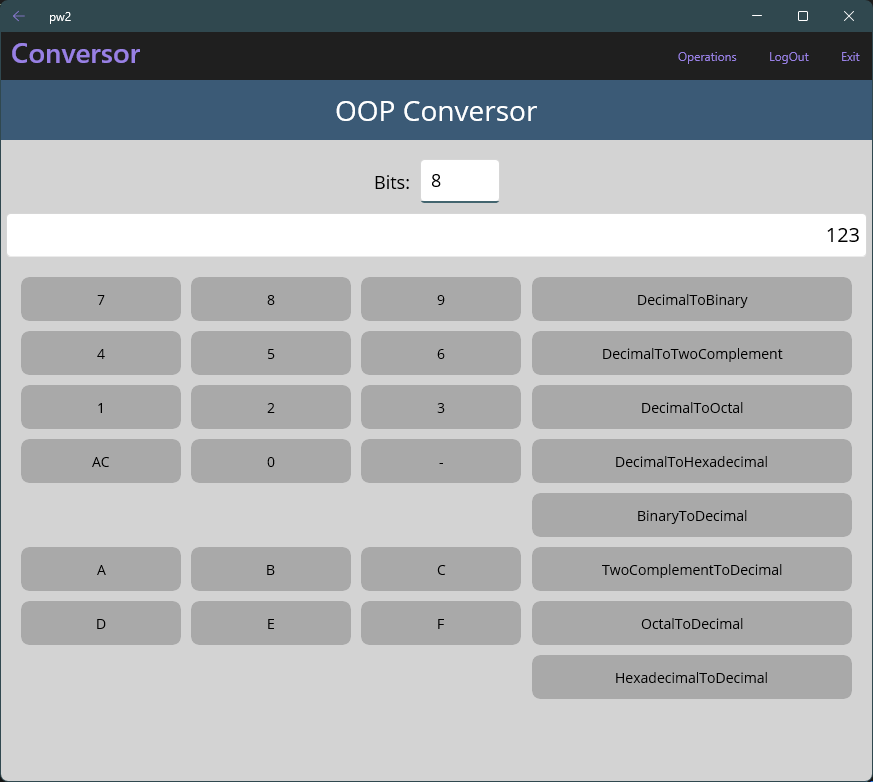 pw2
Conversor
Operations LogOut Exit
OOP Conversor
Bits: 8
123
7 8 9 DecimalToBinary
4 5 6 DecimalToTwoComplement
1 2 3 DecimalToOctal
AC 0 - DecimalToHexadecimal
BinaryToDecimal
A B C TwoComplementToDecimal
D E F OctalToDecimal
HexadecimalToDecimal